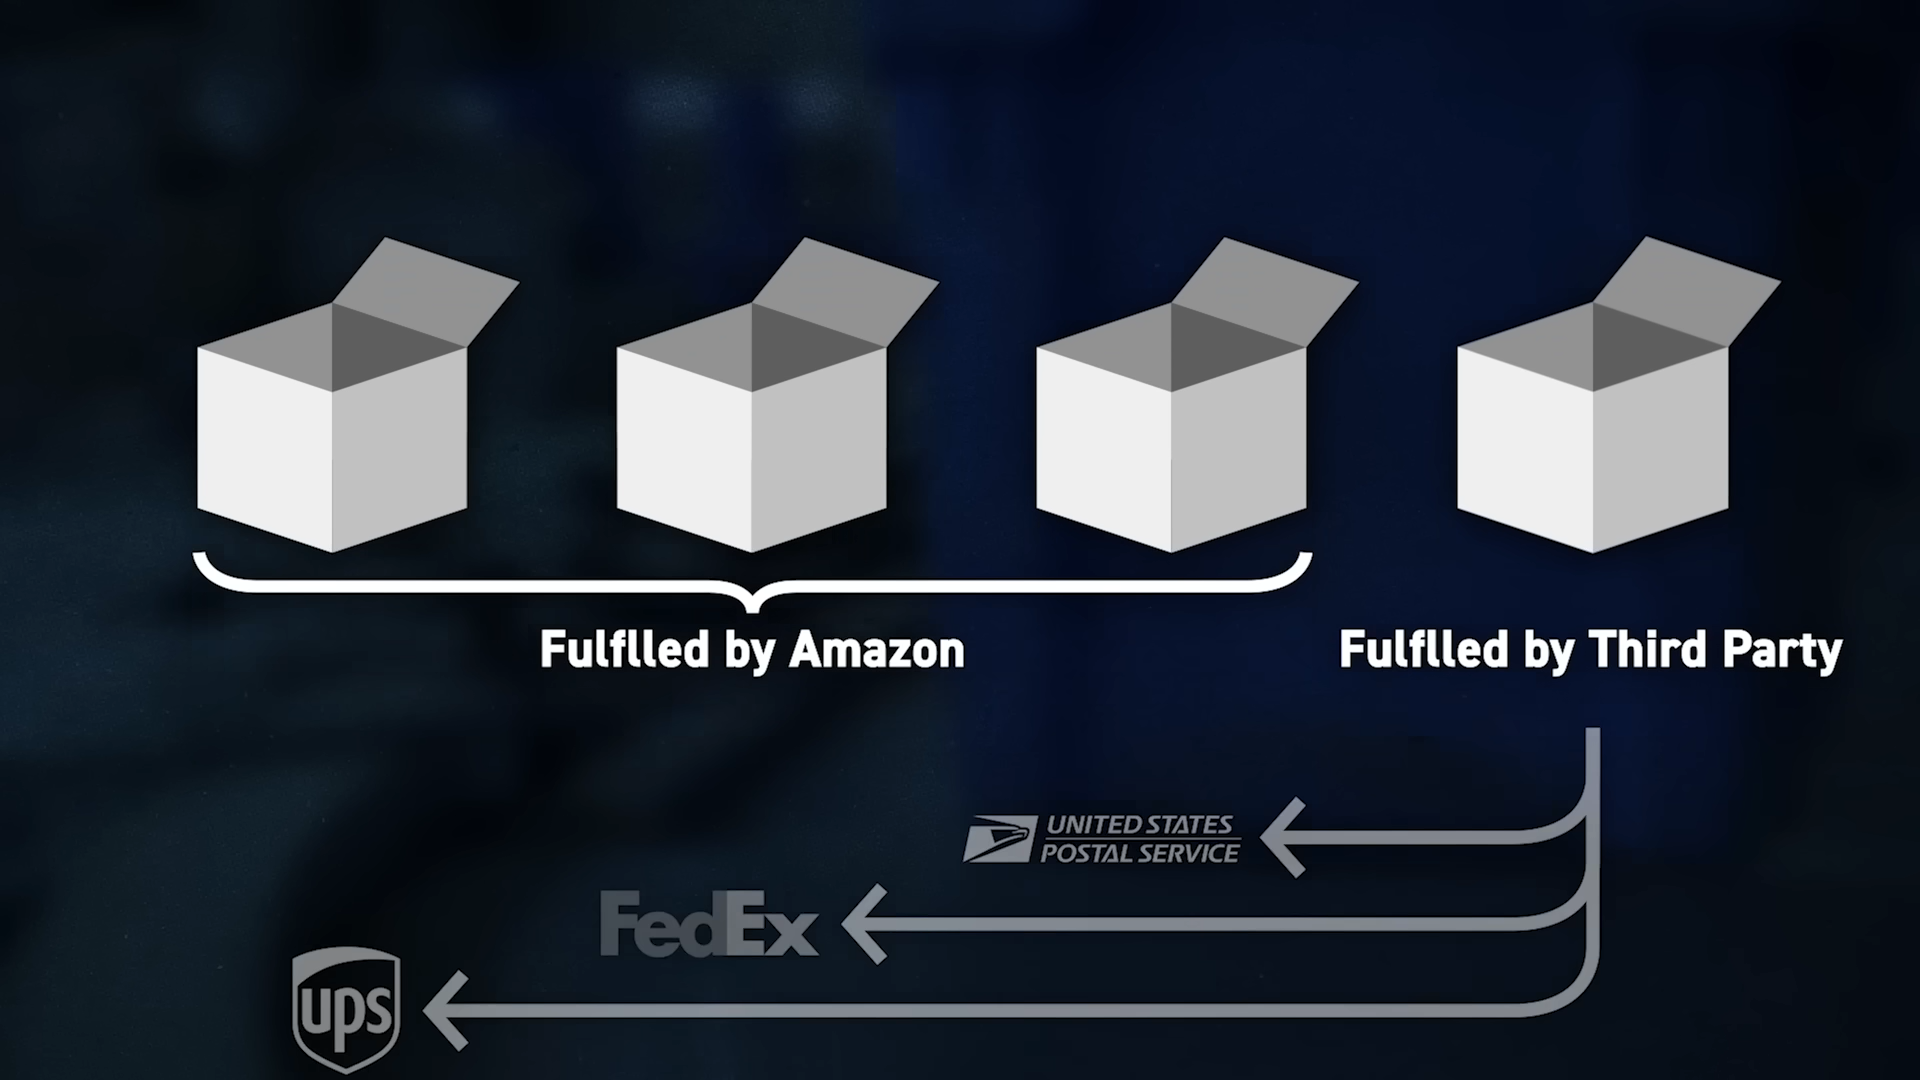 Fulflled by Amazon
Fulflled by Third Party
UNITED STATES
POSTAL SERVICE
FedEx
ups